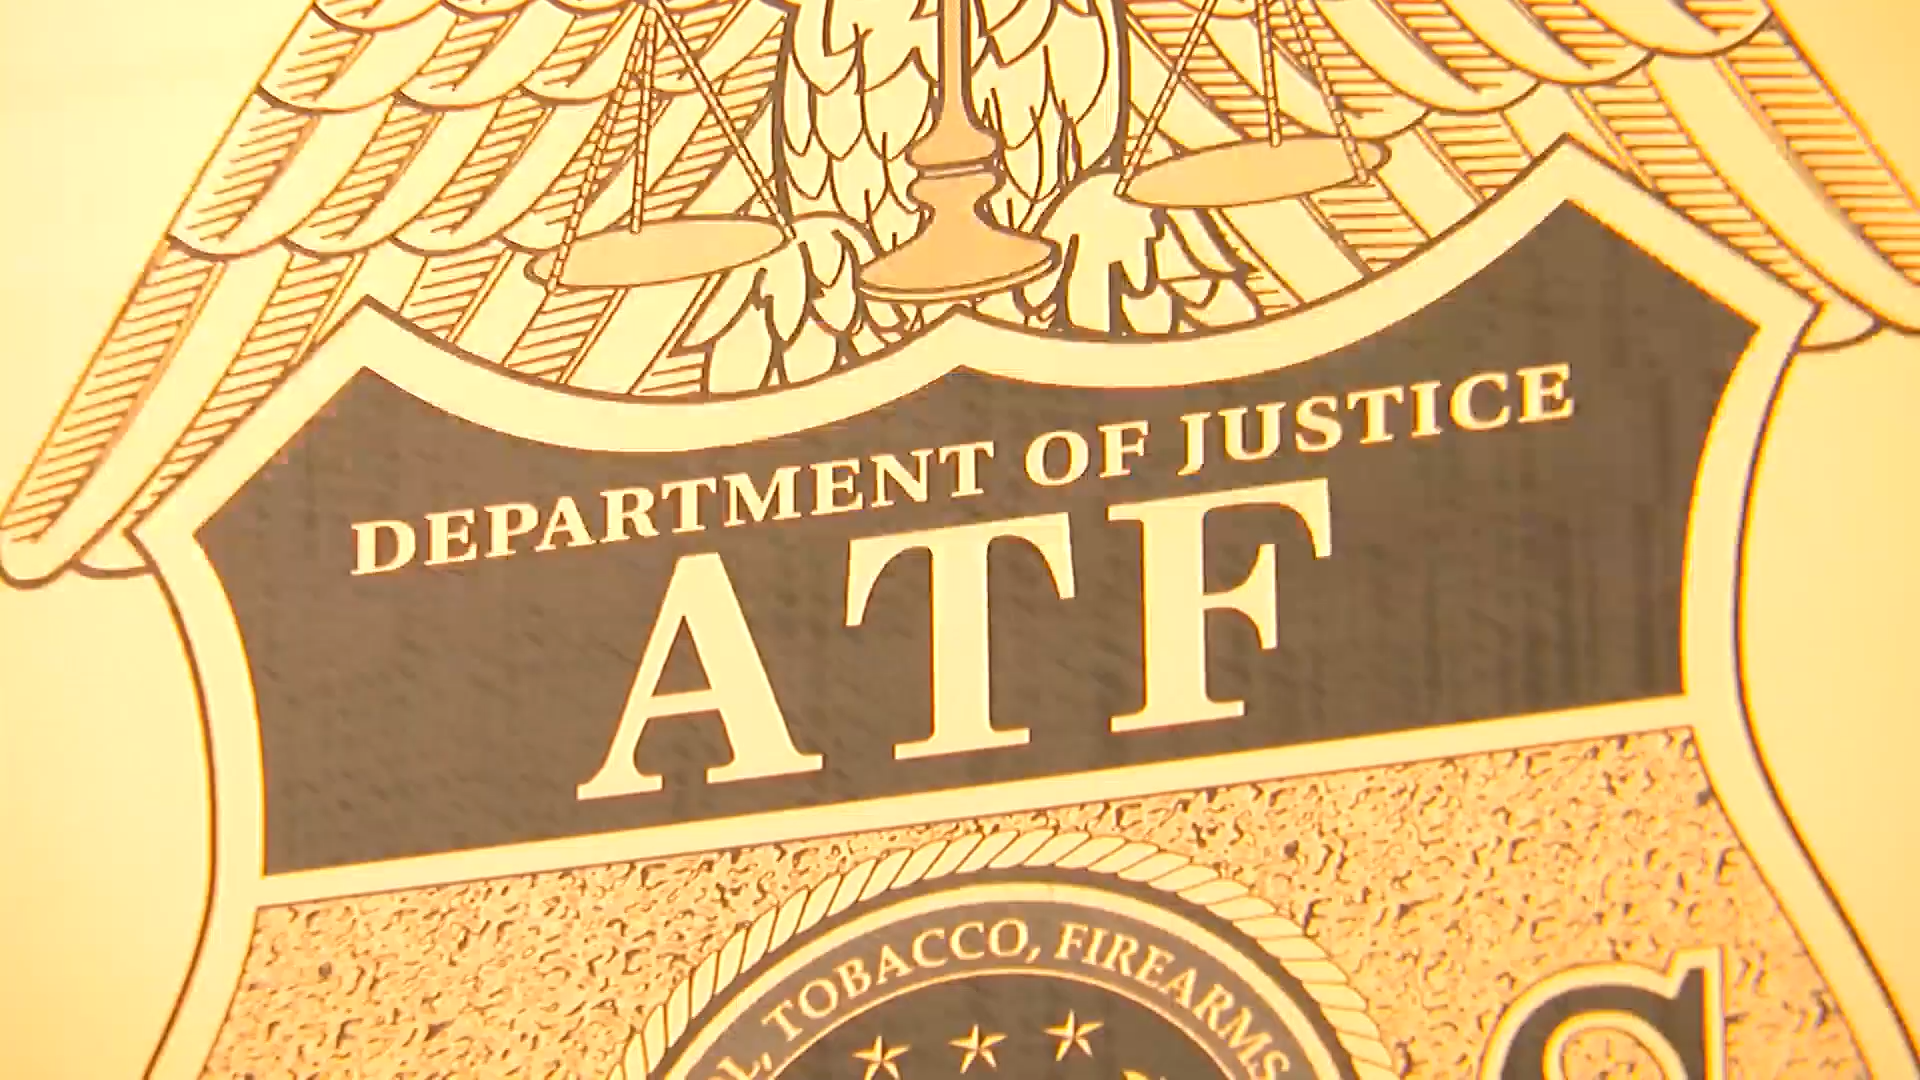 DEPARTMENT OF JUSTICE
ATF
TOBACCO, FIREARMS
S